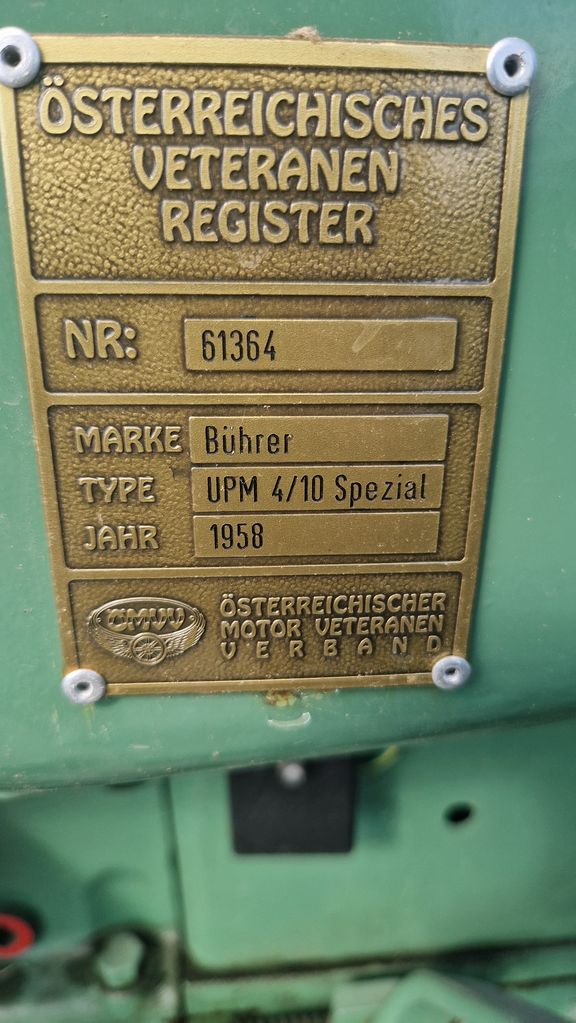 ÖSTERREICHISCHES
VETERANEN
REGISTER
NR: 61364
MARKE Bührer
TYPE UPM 4/10 Spezial
JAHR 1958
ÖMVV
ÖSTERREICHISCHER
MOTOR VETERANEN
VERBAND